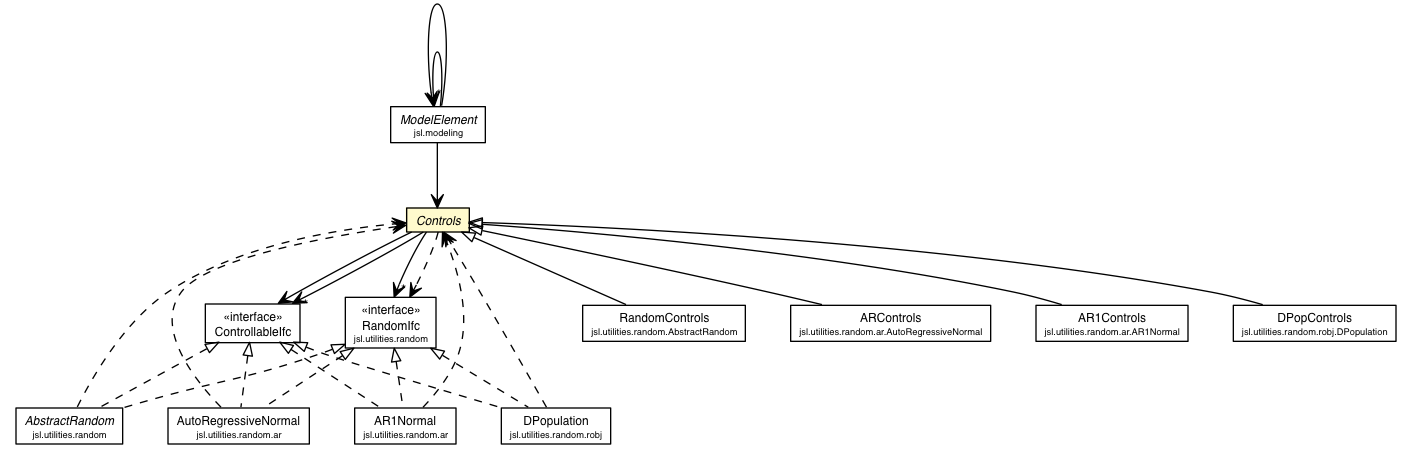 ModelElement
jsl.modeling
Controls
«interface»
ControllableIfc
«interface»
RandomIfc
jsl.utilities.random
RandomControls
jsl.utilities.random.AbstractRandom
ARControls
jsl.utilities.random.ar.AutoRegressiveNormal
AR1Controls
jsl.utilities.random.ar.AR1Normal
DPopControls
jsl.utilities.random.robj.DPopulation
AbstractRandom
jsl.utilities.random
AutoRegressiveNormal
jsl.utilities.random.ar
AR1Normal
jsl.utilities.random.ar
DPopulation
jsl.utilities.random.robj